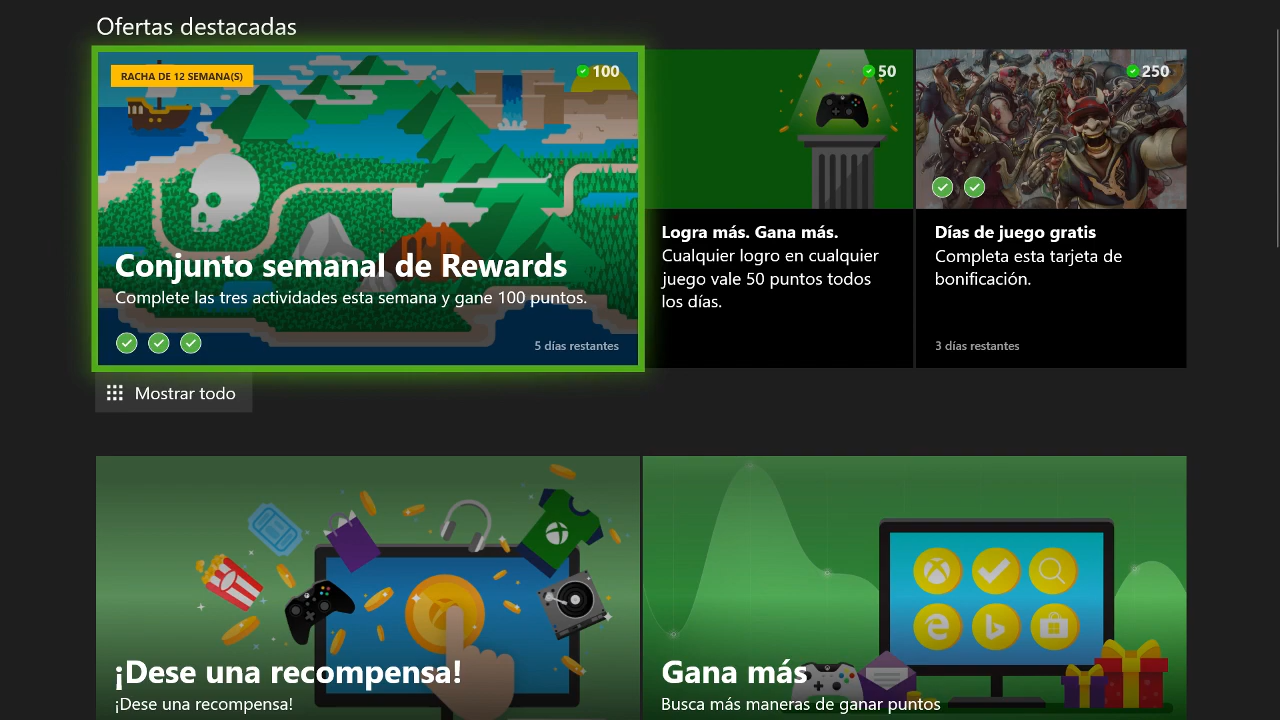 Ofertas destacadas
RACHA DE 12 SEMANA(S)
100
Conjunto semanal de Rewards
Complete las tres actividades esta semana y gane 100 puntos.
5 días restantes
50
Logra más. Gana más.
Cualquier logro en cualquier
juego vale 50 puntos todos
los días.
250
Días de juego gratis
Completa esta tarjeta de
bonificación.
3 días restantes
Mostrar todo
¡Dese una recompensa!
¡Dese una recompensa!
Gana más
Busca más maneras de ganar puntos